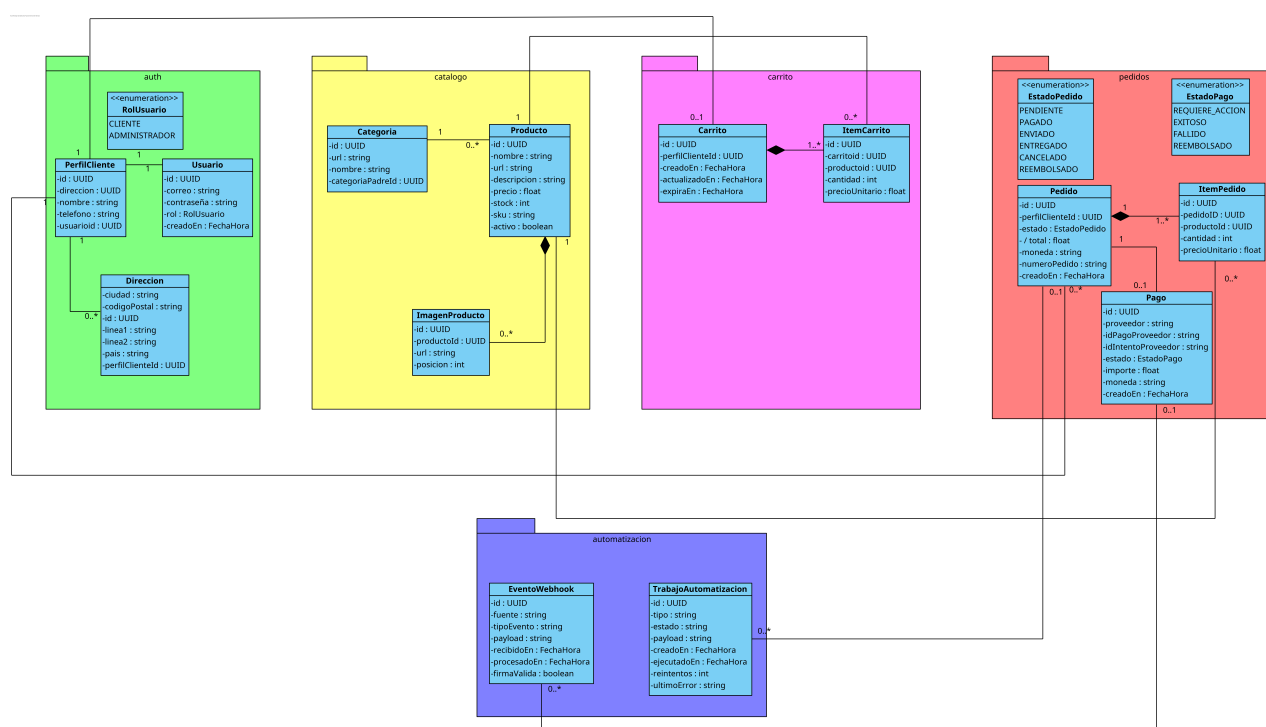 auth
<<enumeration>>
RolUsuario
CLIENTE
ADMINISTRADOR
1
PerfilCliente
-id : UUID
-direccion : UUID
-nombre : string
-telefono : string
-usuarioid : UUID
1
1
Usuario
-id : UUID
-correo : string
-contraseña : string
-rol : RolUsuario
-creadoEn : FechaHora
1
1
Direccion
-ciudad : string
-codigoPostal : string
-id : UUID
-linea1 : string
-linea2 : string
-pais : string
-perfilClienteId : UUID
0..*
catalogo
Categoria
-id : UUID
-url : string
-nombre : string
-categoriaPadreId : UUID
1
0..*
1
Producto
-id : UUID
-nombre : string
-url : string
-descripcion : string
-precio : float
-stock : int
-sku : string
-activo : boolean
1
ImagenProducto
-id : UUID
-productoId : UUID
-url : string
-posicion : int
0..*
carrito
0..1
Carrito
-id : UUID
-perfilClienteId : UUID
-creadoEn : FechaHora
-actualizadoEn : FechaHora
-expiraEn : FechaHora
1..*
0..*
ItemCarrito
-id : UUID
-carritoid : UUID
-productoid : UUID
-cantidad : int
-precioUnitario : float
pedidos
<<enumeration>>
EstadoPedido
PENDIENTE
PAGADO
ENVIADO
ENTREGADO
CANCELADO
REEMBOLSADO
<<enumeration>>
EstadoPago
REQUIERE_ACCION
EXITOSO
FALLIDO
REEMBOLSADO
Pedido
-id : UUID
-perfilClienteId : UUID
-estado : EstadoPedido
- / total : float
-moneda : string
-numeroPedido : string
-creadoEn : FechaHora
1
1..*
1
0..1
0..*
ItemPedido
-id : UUID
-pedidoID : UUID
-productoId : UUID
-cantidad : int
-precioUnitario : float
0..*
0..1
Pago
-id : UUID
-proveedor : string
-idPagoProveedor : string
-idIntentoProveedor : string
-estado : EstadoPago
-importe : float
-moneda : string
-creadoEn : FechaHora
0..1
automatizacion
EventoWebhook
-id : UUID
-fuente : string
-tipoEvento : string
-payload : string
-recibidoEn : FechaHora
-procesadoEn : FechaHora
-firmaValida : boolean
0..*
TrabajoAutomatizacion
-id : UUID
-tipo : string
-estado : string
-payload : string
-creadoEn : FechaHora
-ejecutadoEn : FechaHora
-reintentos : int
-ultimoError : string
0..*